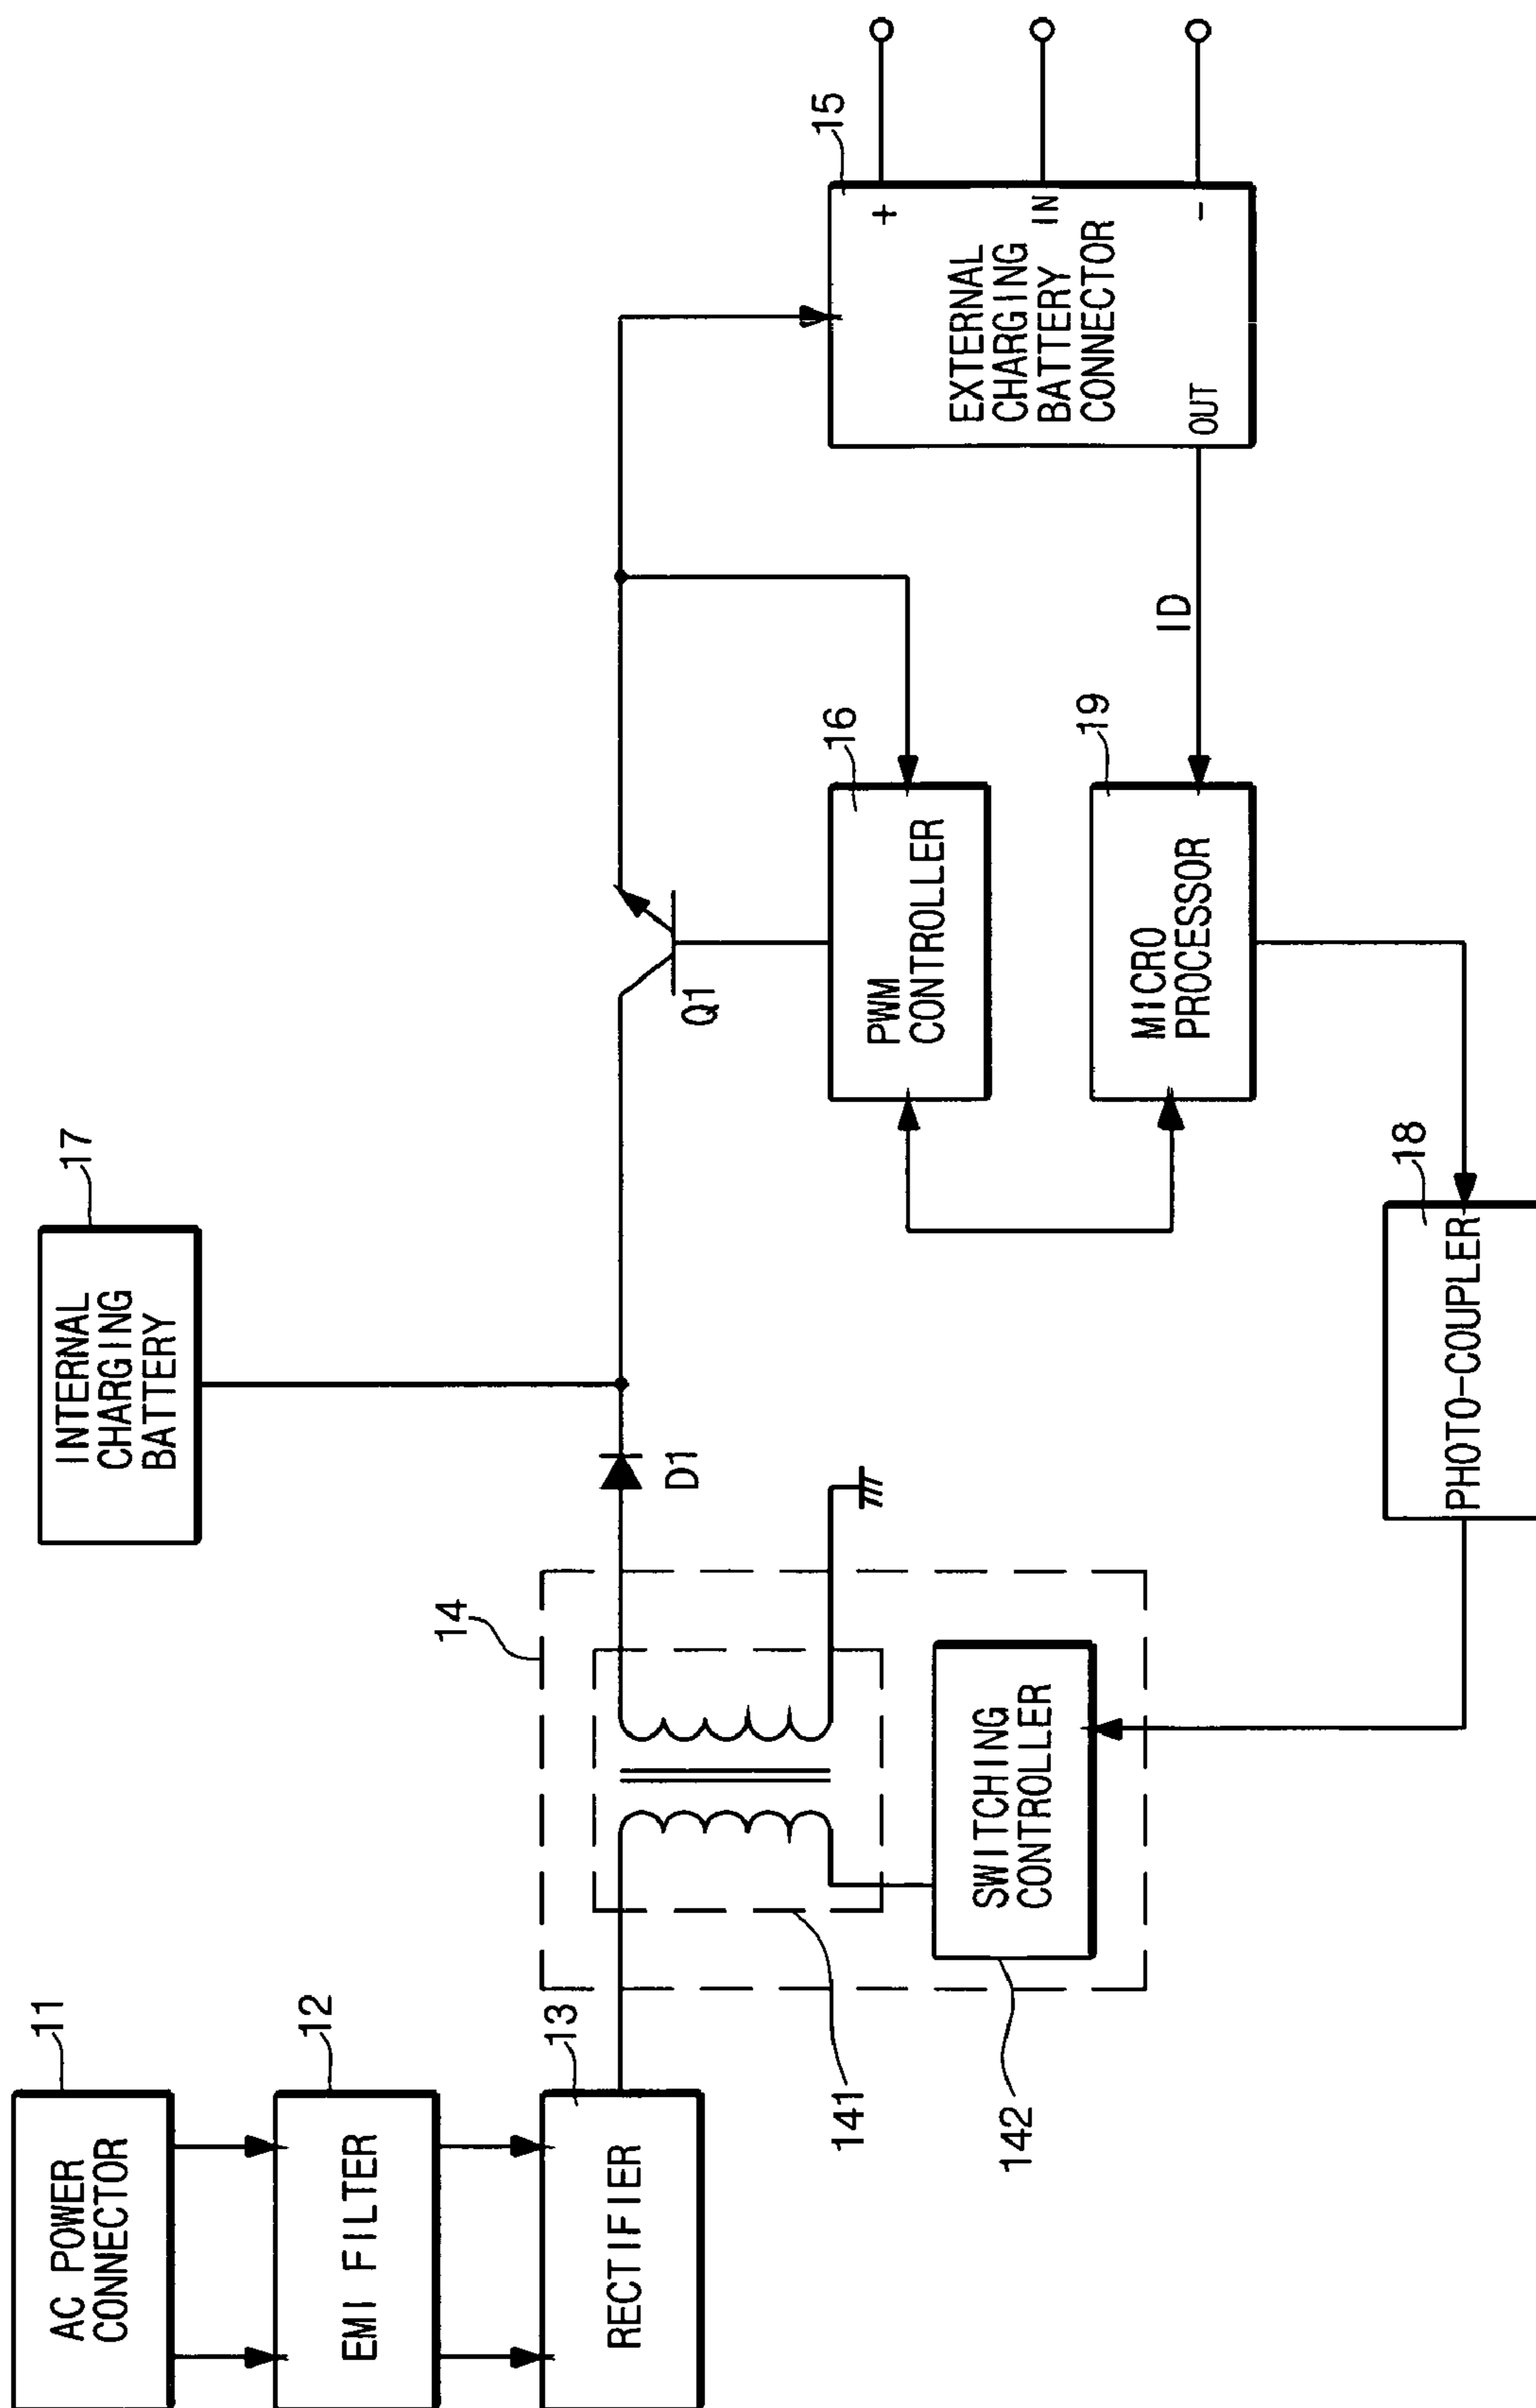 11
AC POWER
CONNECTOR
12
EMI FILTER
13
RECTIFIER
14
141
142
SWITCHING
CONTROLLER
D1
17
INTERNAL
CHARGING
BATTERY
Q1
16
PWM
CONTROLLER
19
MICRO
PROCESSOR
18
PHOTO-COUPLER
ID
15
EXTERNAL
CHARGING
BATTERY
CONNECTOR
+
IN
-
OUT